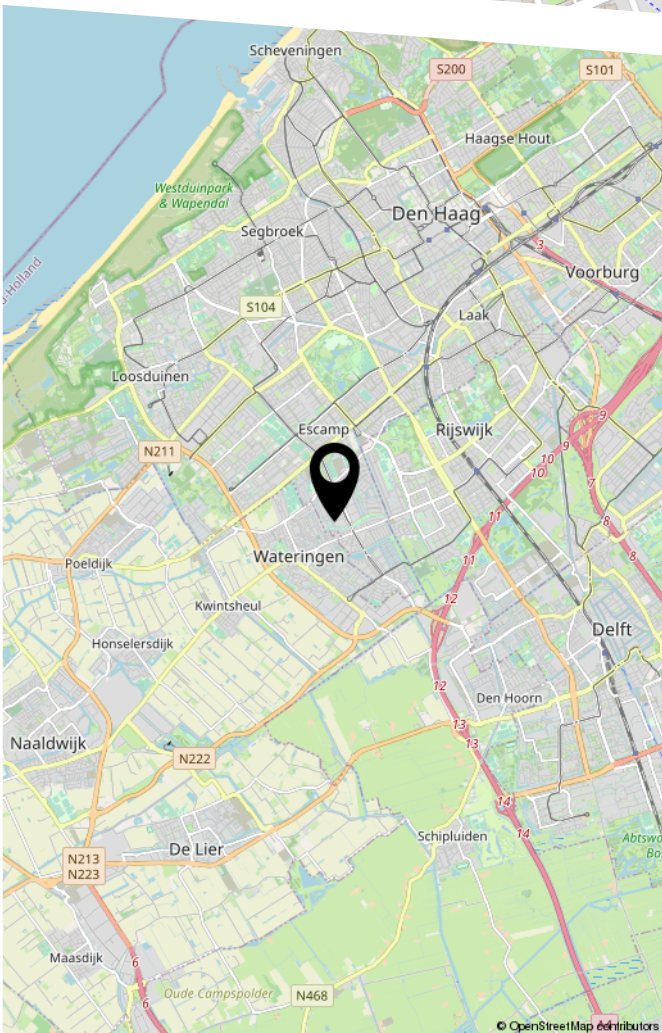 Scheveningen
S200
S101
Haagse Hout
Westduinpark
& Wapendal
Den Haag
Segbroek
3
Voorburg
d-Holland
S104
Laak
Loosduinen
Escamp
Rijswijk
9
9
N211
10
10
7
11
8
11
8
Wateringen
Poeldijk
12
Kwintsheul
Delft
Honselersdijk
12
Den Hoorn
13
13
Naaldwijk
N222
14
14
Schipluiden
De Lier
N213
N223
Maasdijk
6
6
Oude Campspolder
N468
© OpenStreetMap contributors